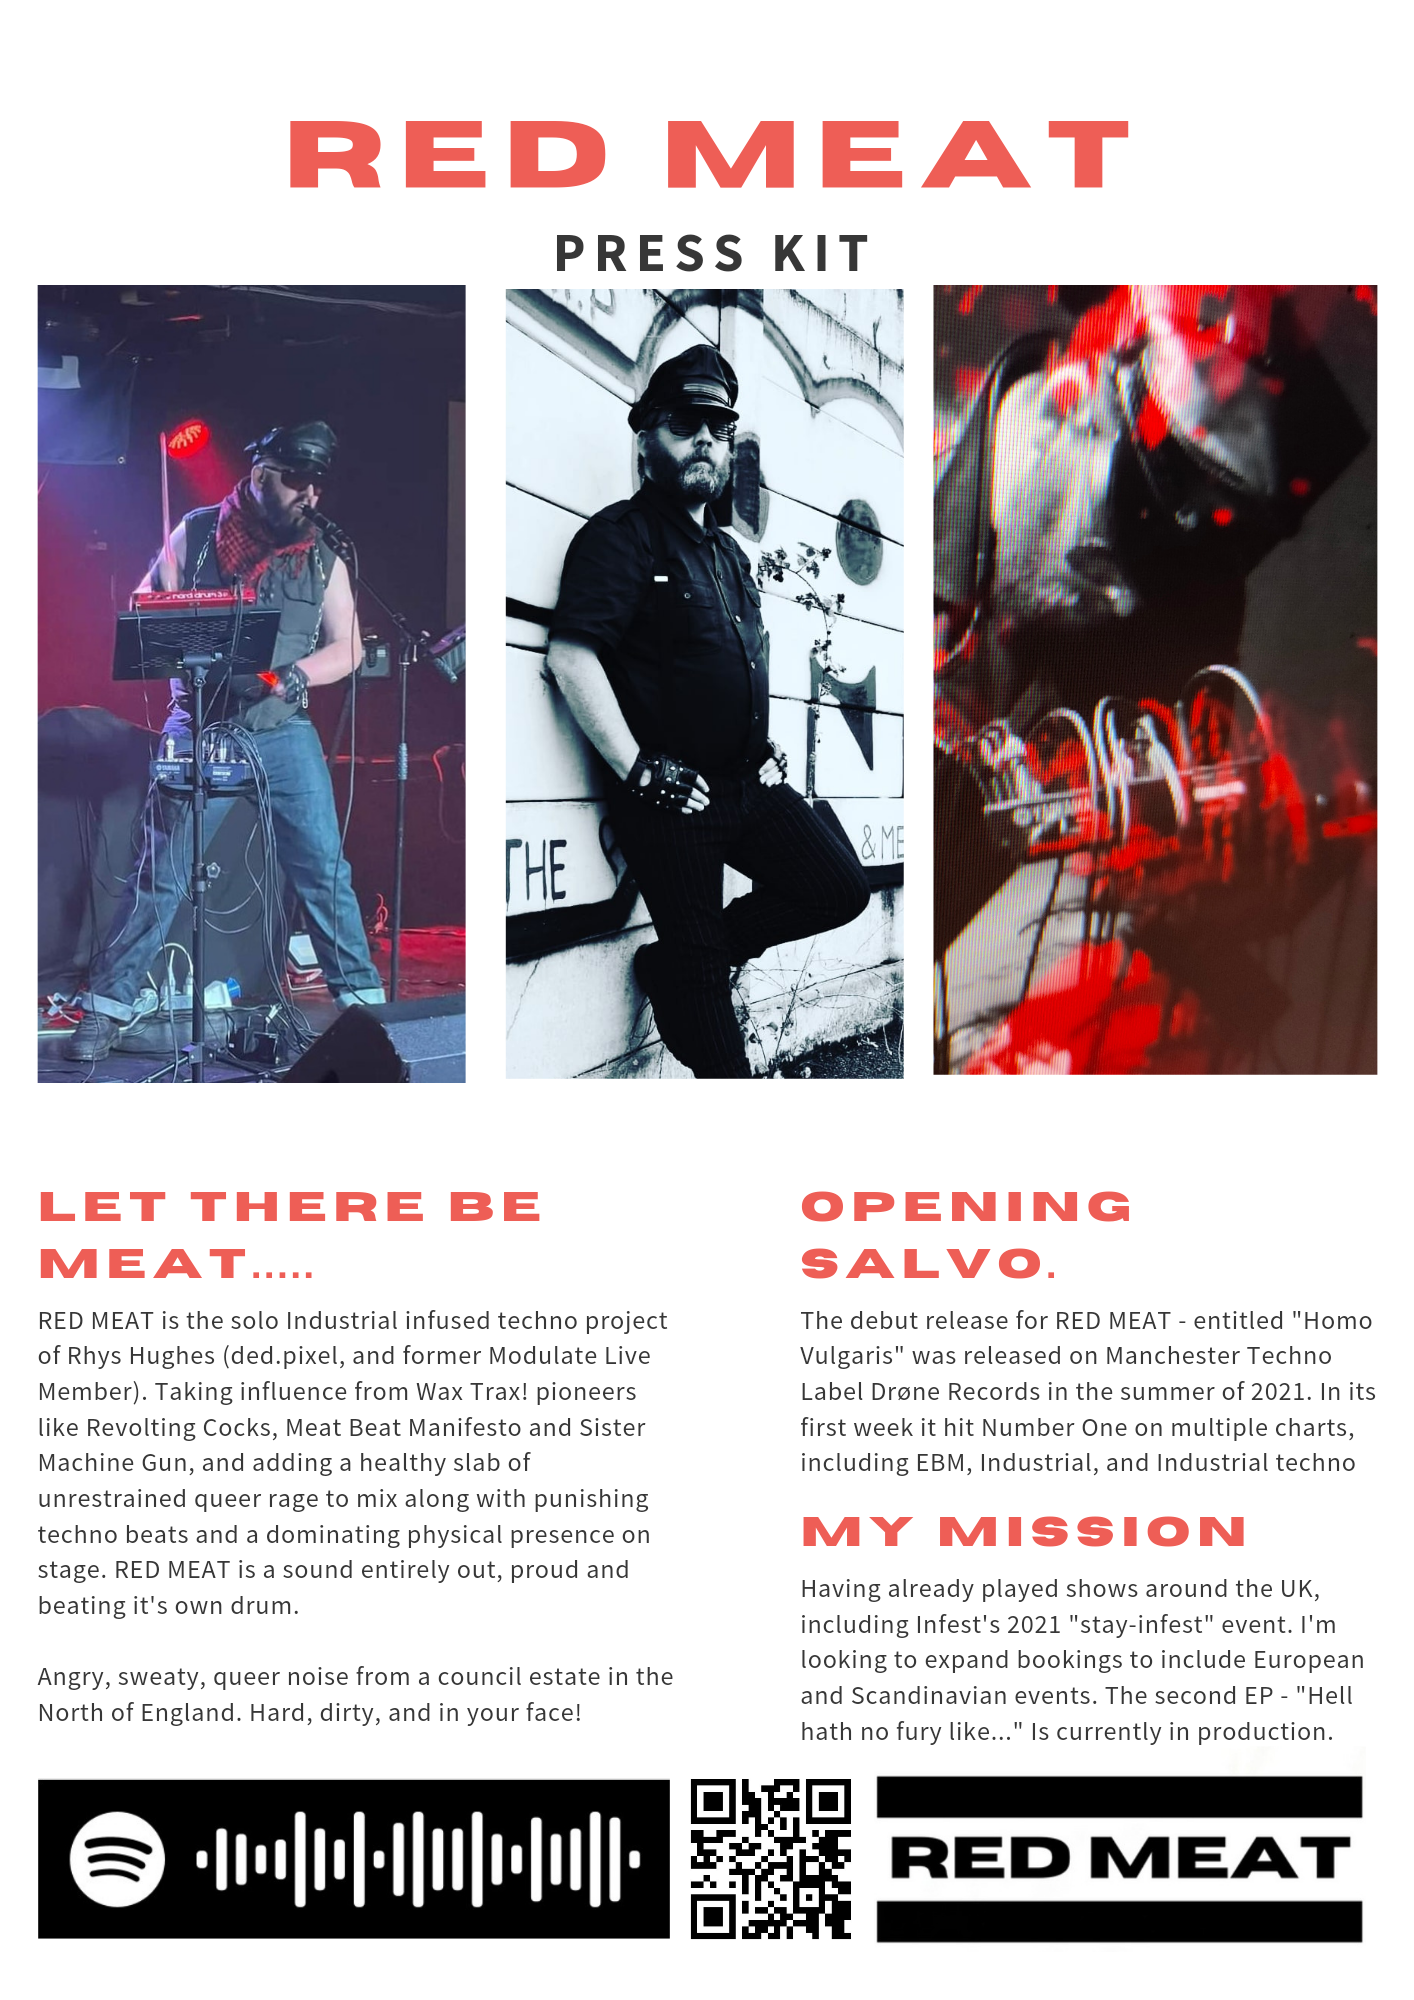 RED MEAT
PRESS KIT
nord drum 3P
YAMAHA
THE
& ME
LET THERE BE
MEAT.....
RED MEAT is the solo Industrial infused techno project
of Rhys Hughes (ded.pixel, and former Modulate Live
Member). Taking influence from Wax Trax! pioneers
like Revolting Cocks, Meat Beat Manifesto and Sister
Machine Gun, and adding a healthy slab of
unrestrained queer rage to mix along with punishing
techno beats and a dominating physical presence on
stage. RED MEAT is a sound entirely out, proud and
beating it's own drum.
Angry, sweaty, queer noise from a council estate in the
North of England. Hard, dirty, and in your face!
OPENING
SALVO.
The debut release for RED MEAT - entitled "Homo
Vulgaris" was released on Manchester Techno
Label Drøne Records in the summer of 2021. In its
first week it hit Number One on multiple charts,
including EBM, Industrial, and Industrial techno
MY MISSION
Having already played shows around the UK,
including Infest's 2021 "stay-infest" event. I'm
looking to expand bookings to include European
and Scandinavian events. The second EP - "Hell
hath no fury like..." Is currently in production.
RED MEAT